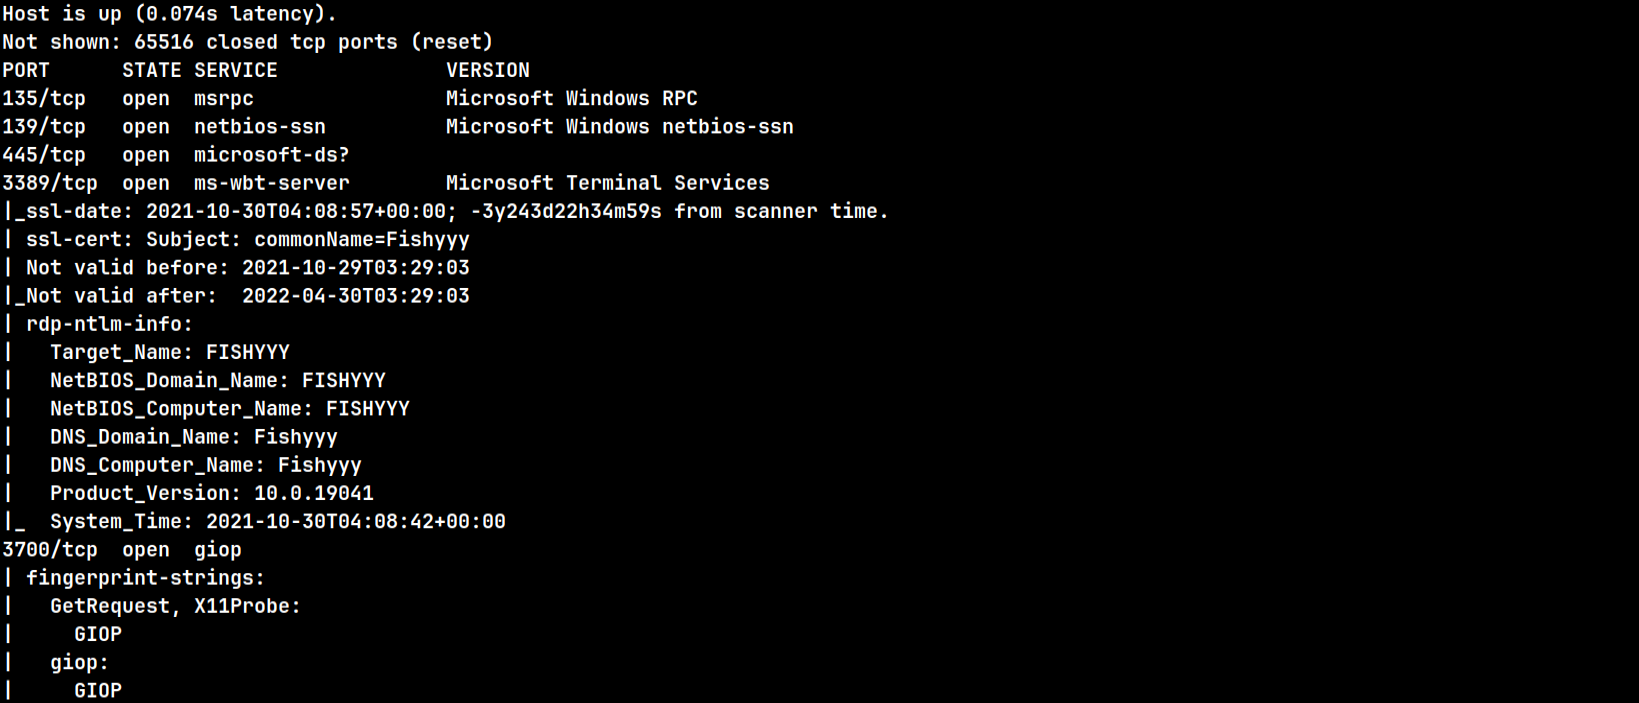 Host is up (0.074s latency).
Not shown: 65516 closed tcp ports (reset)
PORT      STATE SERVICE              VERSION
135/tcp   open  msrpc                Microsoft Windows RPC
139/tcp   open  netbios-ssn          Microsoft Windows netbios-ssn
445/tcp   open  microsoft-ds?
3389/tcp  open  ms-wbt-server        Microsoft Terminal Services
|_ssl-date: 2021-10-30T04:08:57+00:00; -3y243d22h34m59s from scanner time.
| ssl-cert: Subject: commonName=Fishyyy
| Not valid before: 2021-10-29T03:29:03
|_Not valid after:  2022-04-30T03:29:03
| rdp-ntlm-info:
|   Target_Name: FISHYYY
|   NetBIOS_Domain_Name: FISHYYY
|   NetBIOS_Computer_Name: FISHYYY
|   DNS_Domain_Name: Fishyyy
|   DNS_Computer_Name: Fishyyy
|   Product_Version: 10.0.19041
|_  System_Time: 2021-10-30T04:08:42+00:00
3700/tcp  open  giop
| fingerprint-strings:
|   GetRequest, X11Probe:
|     GIOP
|   giop:
|     GIOP